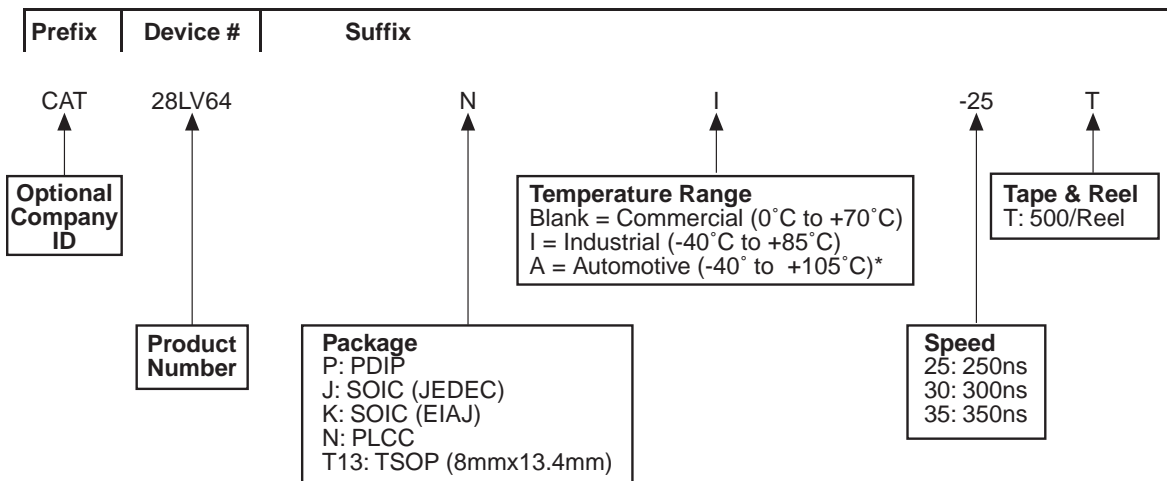 Prefix Device # Suffix
CAT 28LV64 N I -25 T
Optional
Company
ID
Temperature Range
Blank = Commercial (0˚C to +70˚C)
I = Industrial (-40˚C to +85˚C)
A = Automotive (-40˚ to +105˚C)*
Tape & Reel
T: 500/Reel
Product
Number
Package
P: PDIP
J: SOIC (JEDEC)
K: SOIC (EIAJ)
N: PLCC
T13: TSOP (8mmx13.4mm)
Speed
25: 250ns
30: 300ns
35: 350ns